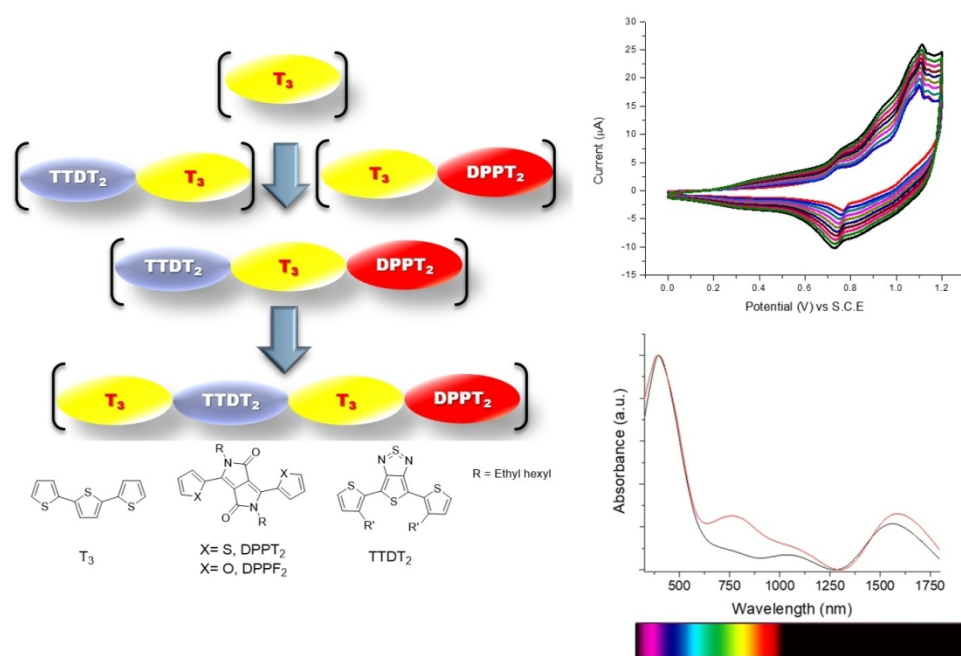 T3
TTDT2 T3
T3 DPPT2
TTDT2 T3 DPPT2
T3 TTDT2 T3 DPPT2
S S S
T3
R
N O
S X
X
O N
R
X= S, DPPT2
X= O, DPPF2
S
N N
S S S
R' R'
TTDT2
R = Ethyl hexyl
30
25
20
15
10
5
0
-5
-10
-15
Current (μA)
0.0 0.2 0.4 0.6 0.8 1.0 1.2
Potential (V) vs S.C.E
Absorbance (a.u.)
500 750 1000 1250 1500 1750
Wavelength (nm)